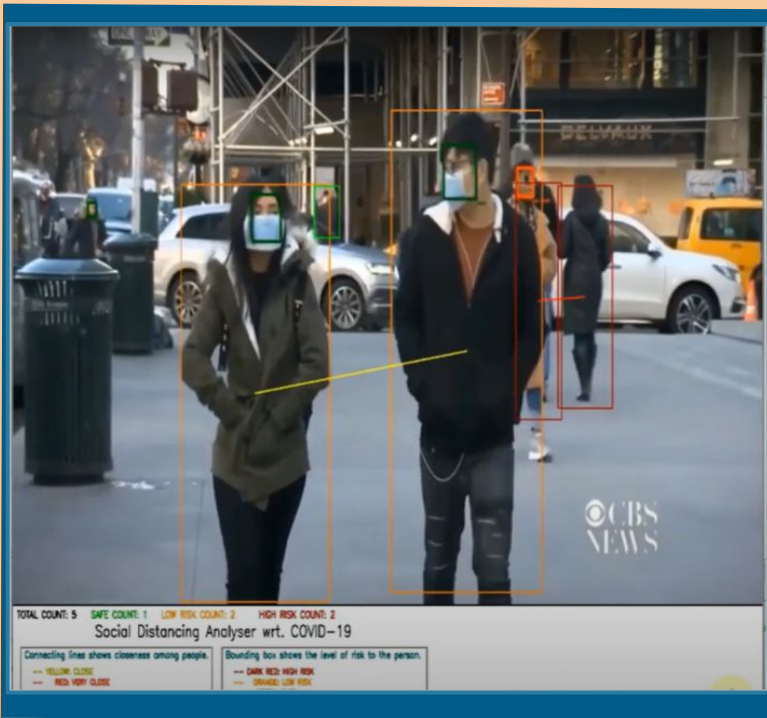 ONE WAY
DELVAUX
CBS
NEWS
TOTAL COUNT: 5 SAFE COUNT: 1 LOW RISK COUNT: 2 HIGH RISK COUNT: 2
Social Distancing Analyser wrt. COVID-19
Connecting lines shows closeness among people.
-- YELLOW: CLOSE
-- RED: VERY CLOSE
Bounding box shows the level of risk to the person.
-- DARK RED: HIGH RISK
-- ORANGE: LOW RISK